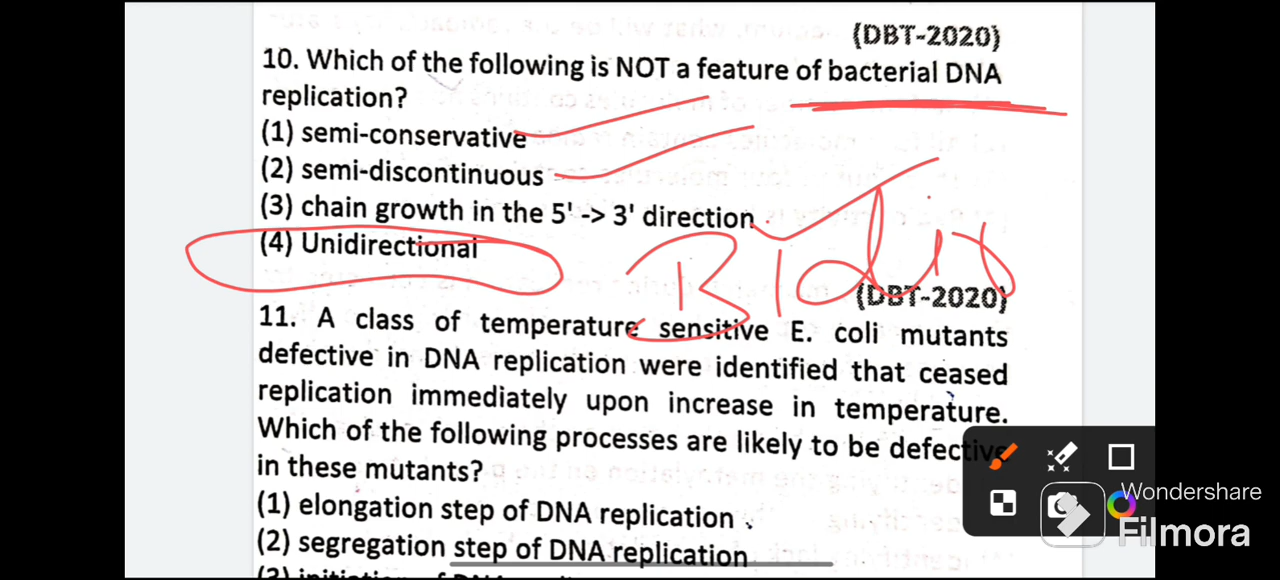 (DBT-2020)
10. Which of the following is NOT a feature of bacterial DNA
replication?
(1) semi-conservative
(2) semi-discontinuous
(3) chain growth in the 5' -> 3' direction
(4) Unidirectional
BIdir
(DBT-2020)
11. A class of temperature sensitive E. coli mutants
defective in DNA replication were identified that ceased
replication immediately upon increase in temperature.
Which of the following processes are likely to be defective
in these mutants?
(1) elongation step of DNA replication
(2) segregation step of DNA replication
Wondershare
Filmora